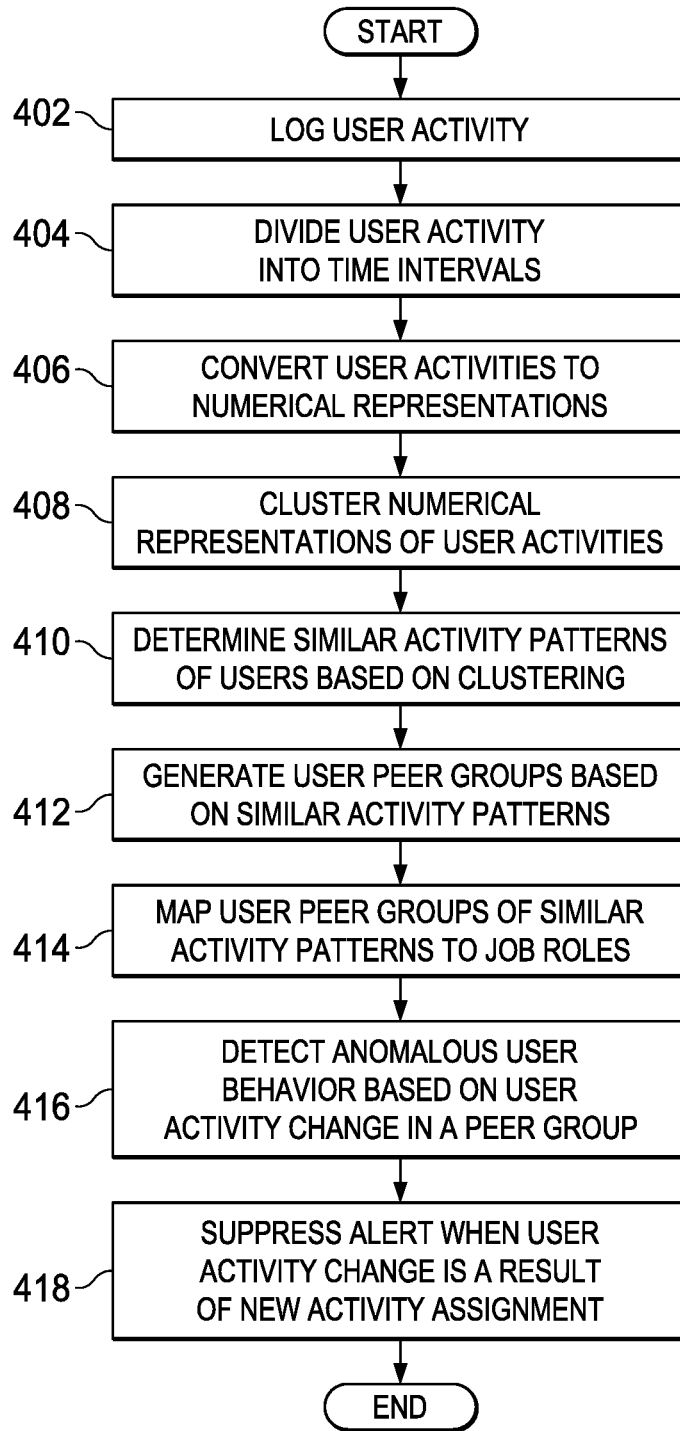 START
402
LOG USER ACTIVITY
404
DIVIDE USER ACTIVITY
INTO TIME INTERVALS
406
CONVERT USER ACTIVITIES TO
NUMERICAL REPRESENTATIONS
408
CLUSTER NUMERICAL
REPRESENTATIONS OF USER ACTIVITIES
410
DETERMINE SIMILAR ACTIVITY PATTERNS
OF USERS BASED ON CLUSTERING
412
GENERATE USER PEER GROUPS BASED
ON SIMILAR ACTIVITY PATTERNS
414
MAP USER PEER GROUPS OF SIMILAR
ACTIVITY PATTERNS TO JOB ROLES
416
DETECT ANOMALOUS USER
BEHAVIOR BASED ON USER
ACTIVITY CHANGE IN A PEER GROUP
418
SUPPRESS ALERT WHEN USER
ACTIVITY CHANGE IS A RESULT
OF NEW ACTIVITY ASSIGNMENT
END